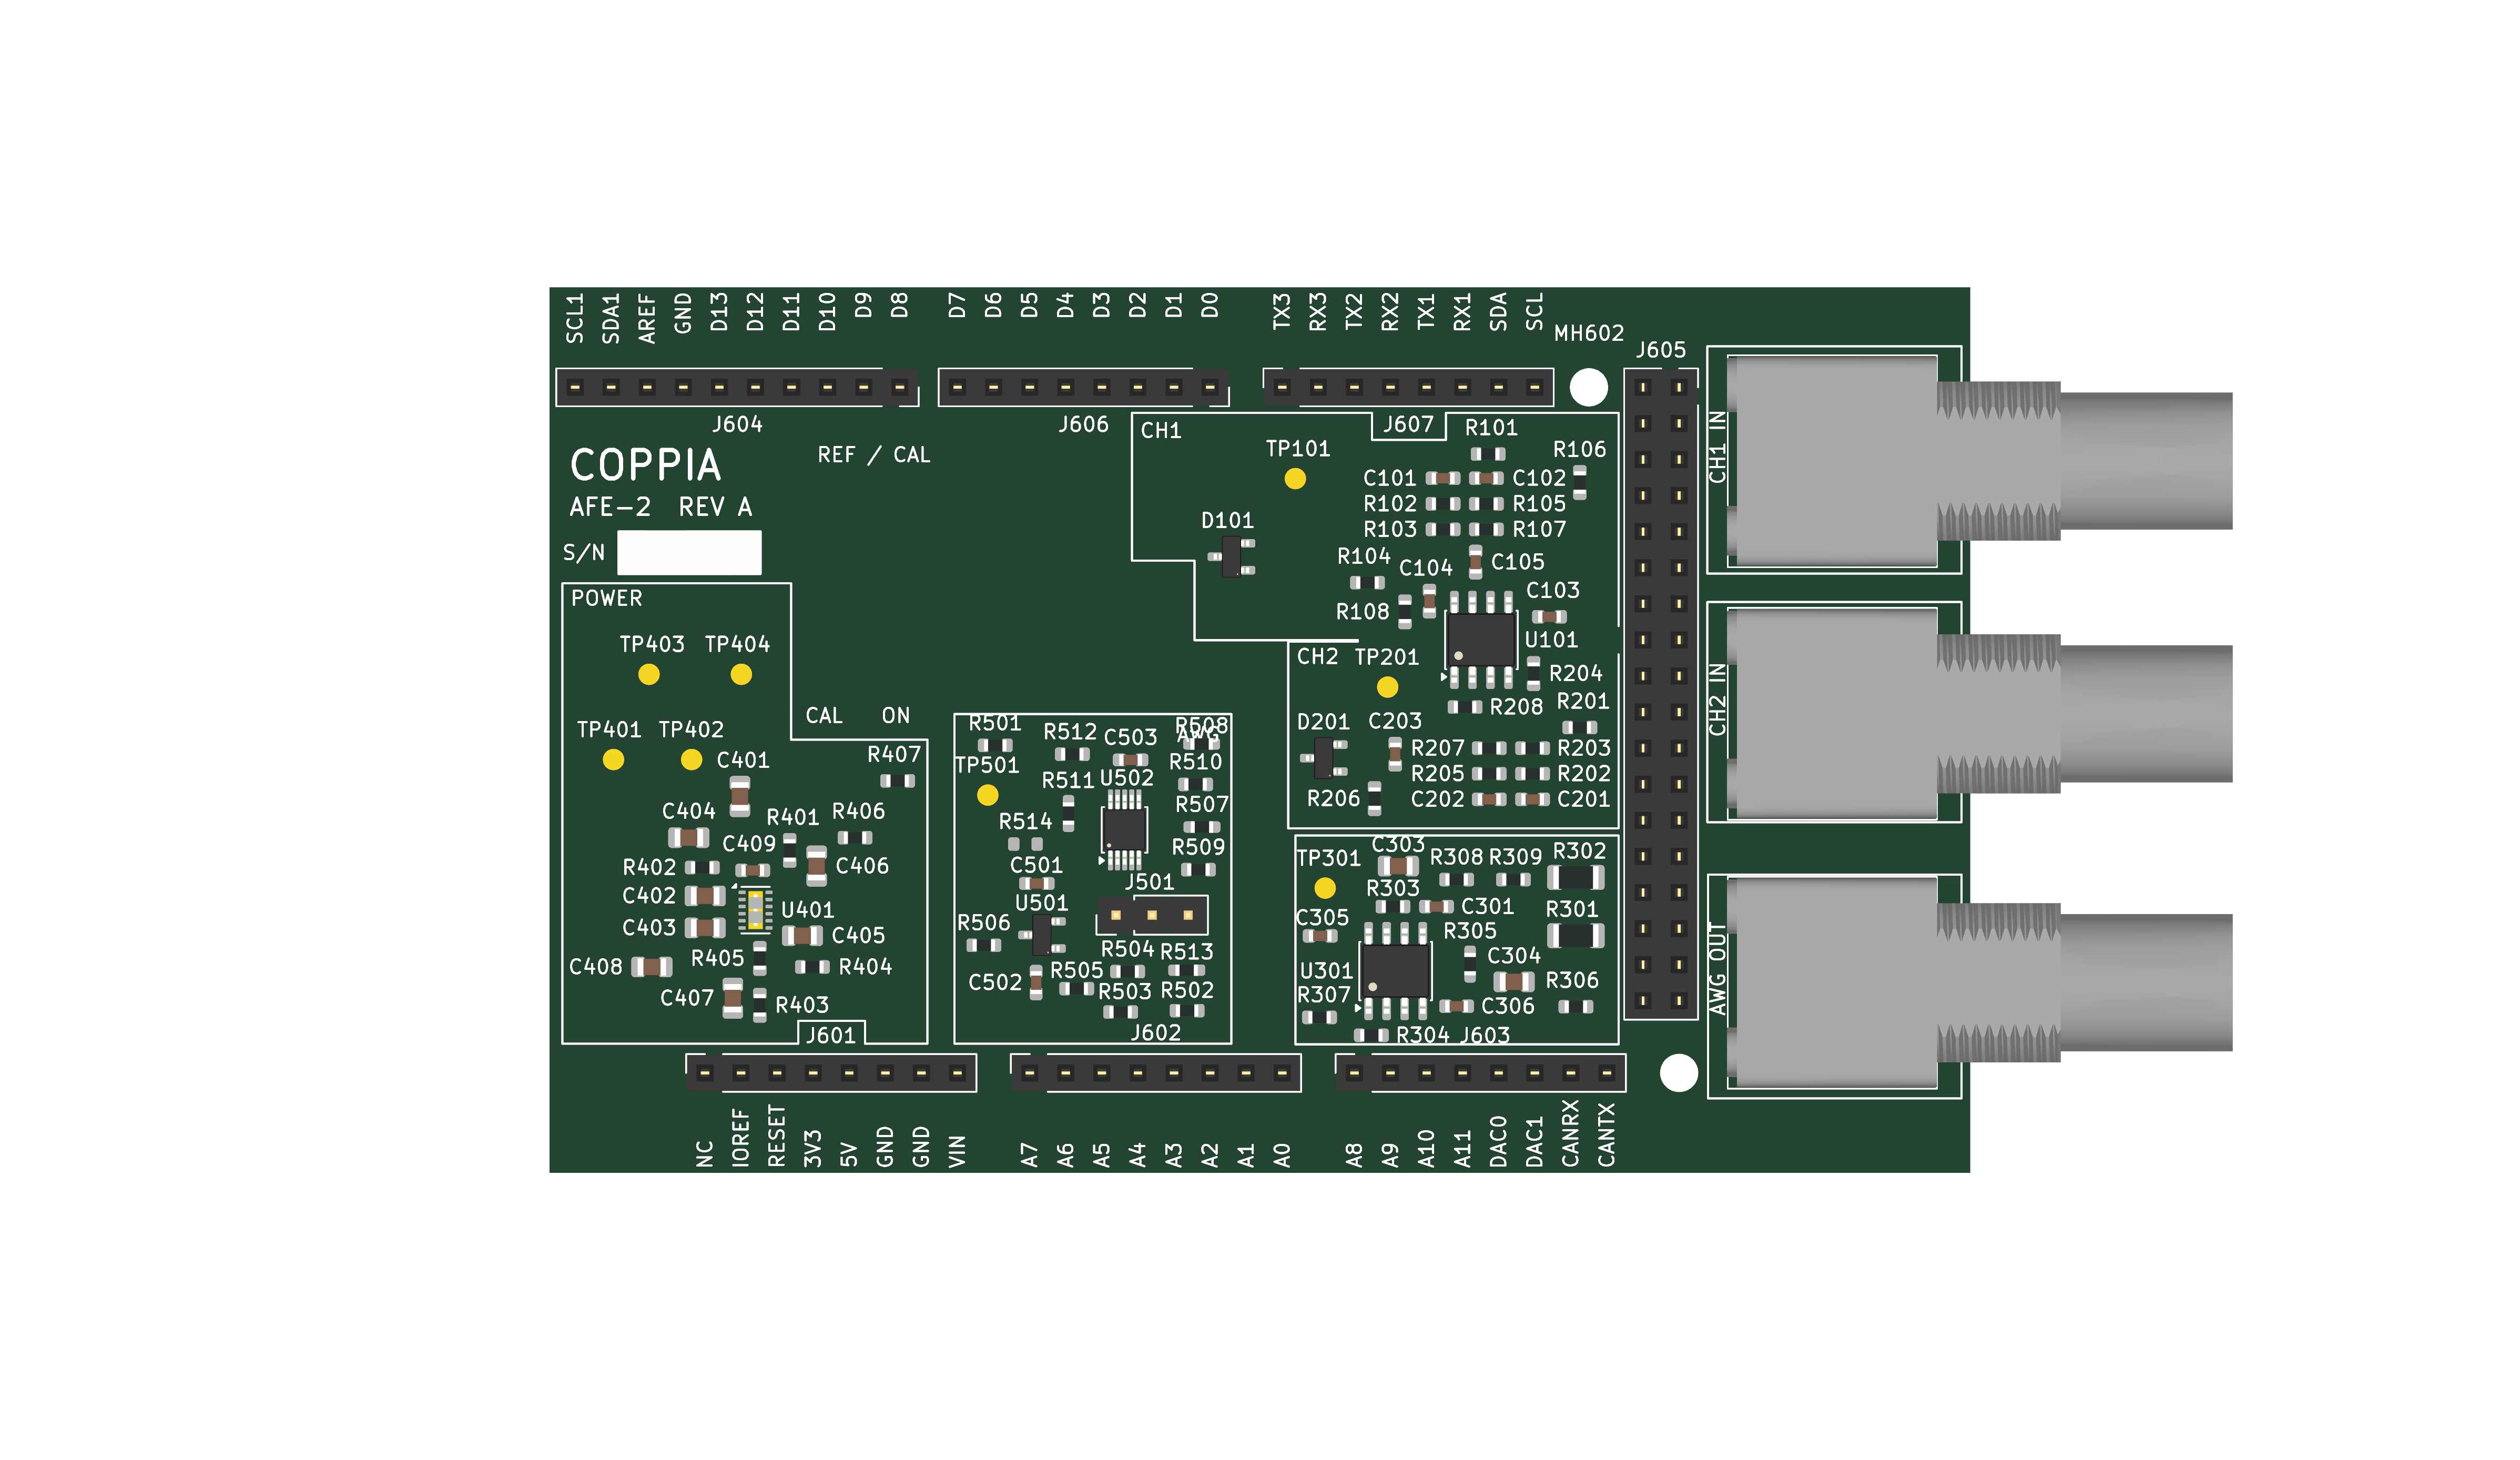 SCL1 SDA1 AREF GND D13 D12 D11 D10 D9 D8 D7 D6 D5 D4 D3 D2 D1 D0 TX3 RX3 TX2 RX2 TX1 RX1 SDA SCL
MH602
J605
J604
J606
J607
CH1
REF / CAL
COPPIA
AFE-2 REV A
S/N
TP101
R101
R106
C101
C102
R102
R105
R103
R107
D101
R104
C104
C105
C103
R108
U101
CH1 IN
POWER
TP403
TP404
TP401
TP402
CAL ON
C401
R407
C404
R401
R406
C409
R402
C406
C402
U401
C403
C405
R405
C408
R404
C407
R403
J601
CH2
TP201
R204
R201
R208
D201
C203
R207
R203
R205
R202
R206
C202
C201
CH2 IN
R501
R512
R508
AWG
C503
TP501
R510
R511
U502
R507
R514
R509
C501
J501
U501
R506
R504
R513
R505
C502
R503
R502
J602
TP301
C303
R308
R309
R302
R303
C305
C301
R301
R305
U301
C304
R306
R307
C306
R304
J603
AWG OUT
NC IOREF RESET 3V3 5V GND GND VIN A7 A6 A5 A4 A3 A2 A1 A0 A8 A9 A10 A11 DAC0 DAC1 CANRX CANTX